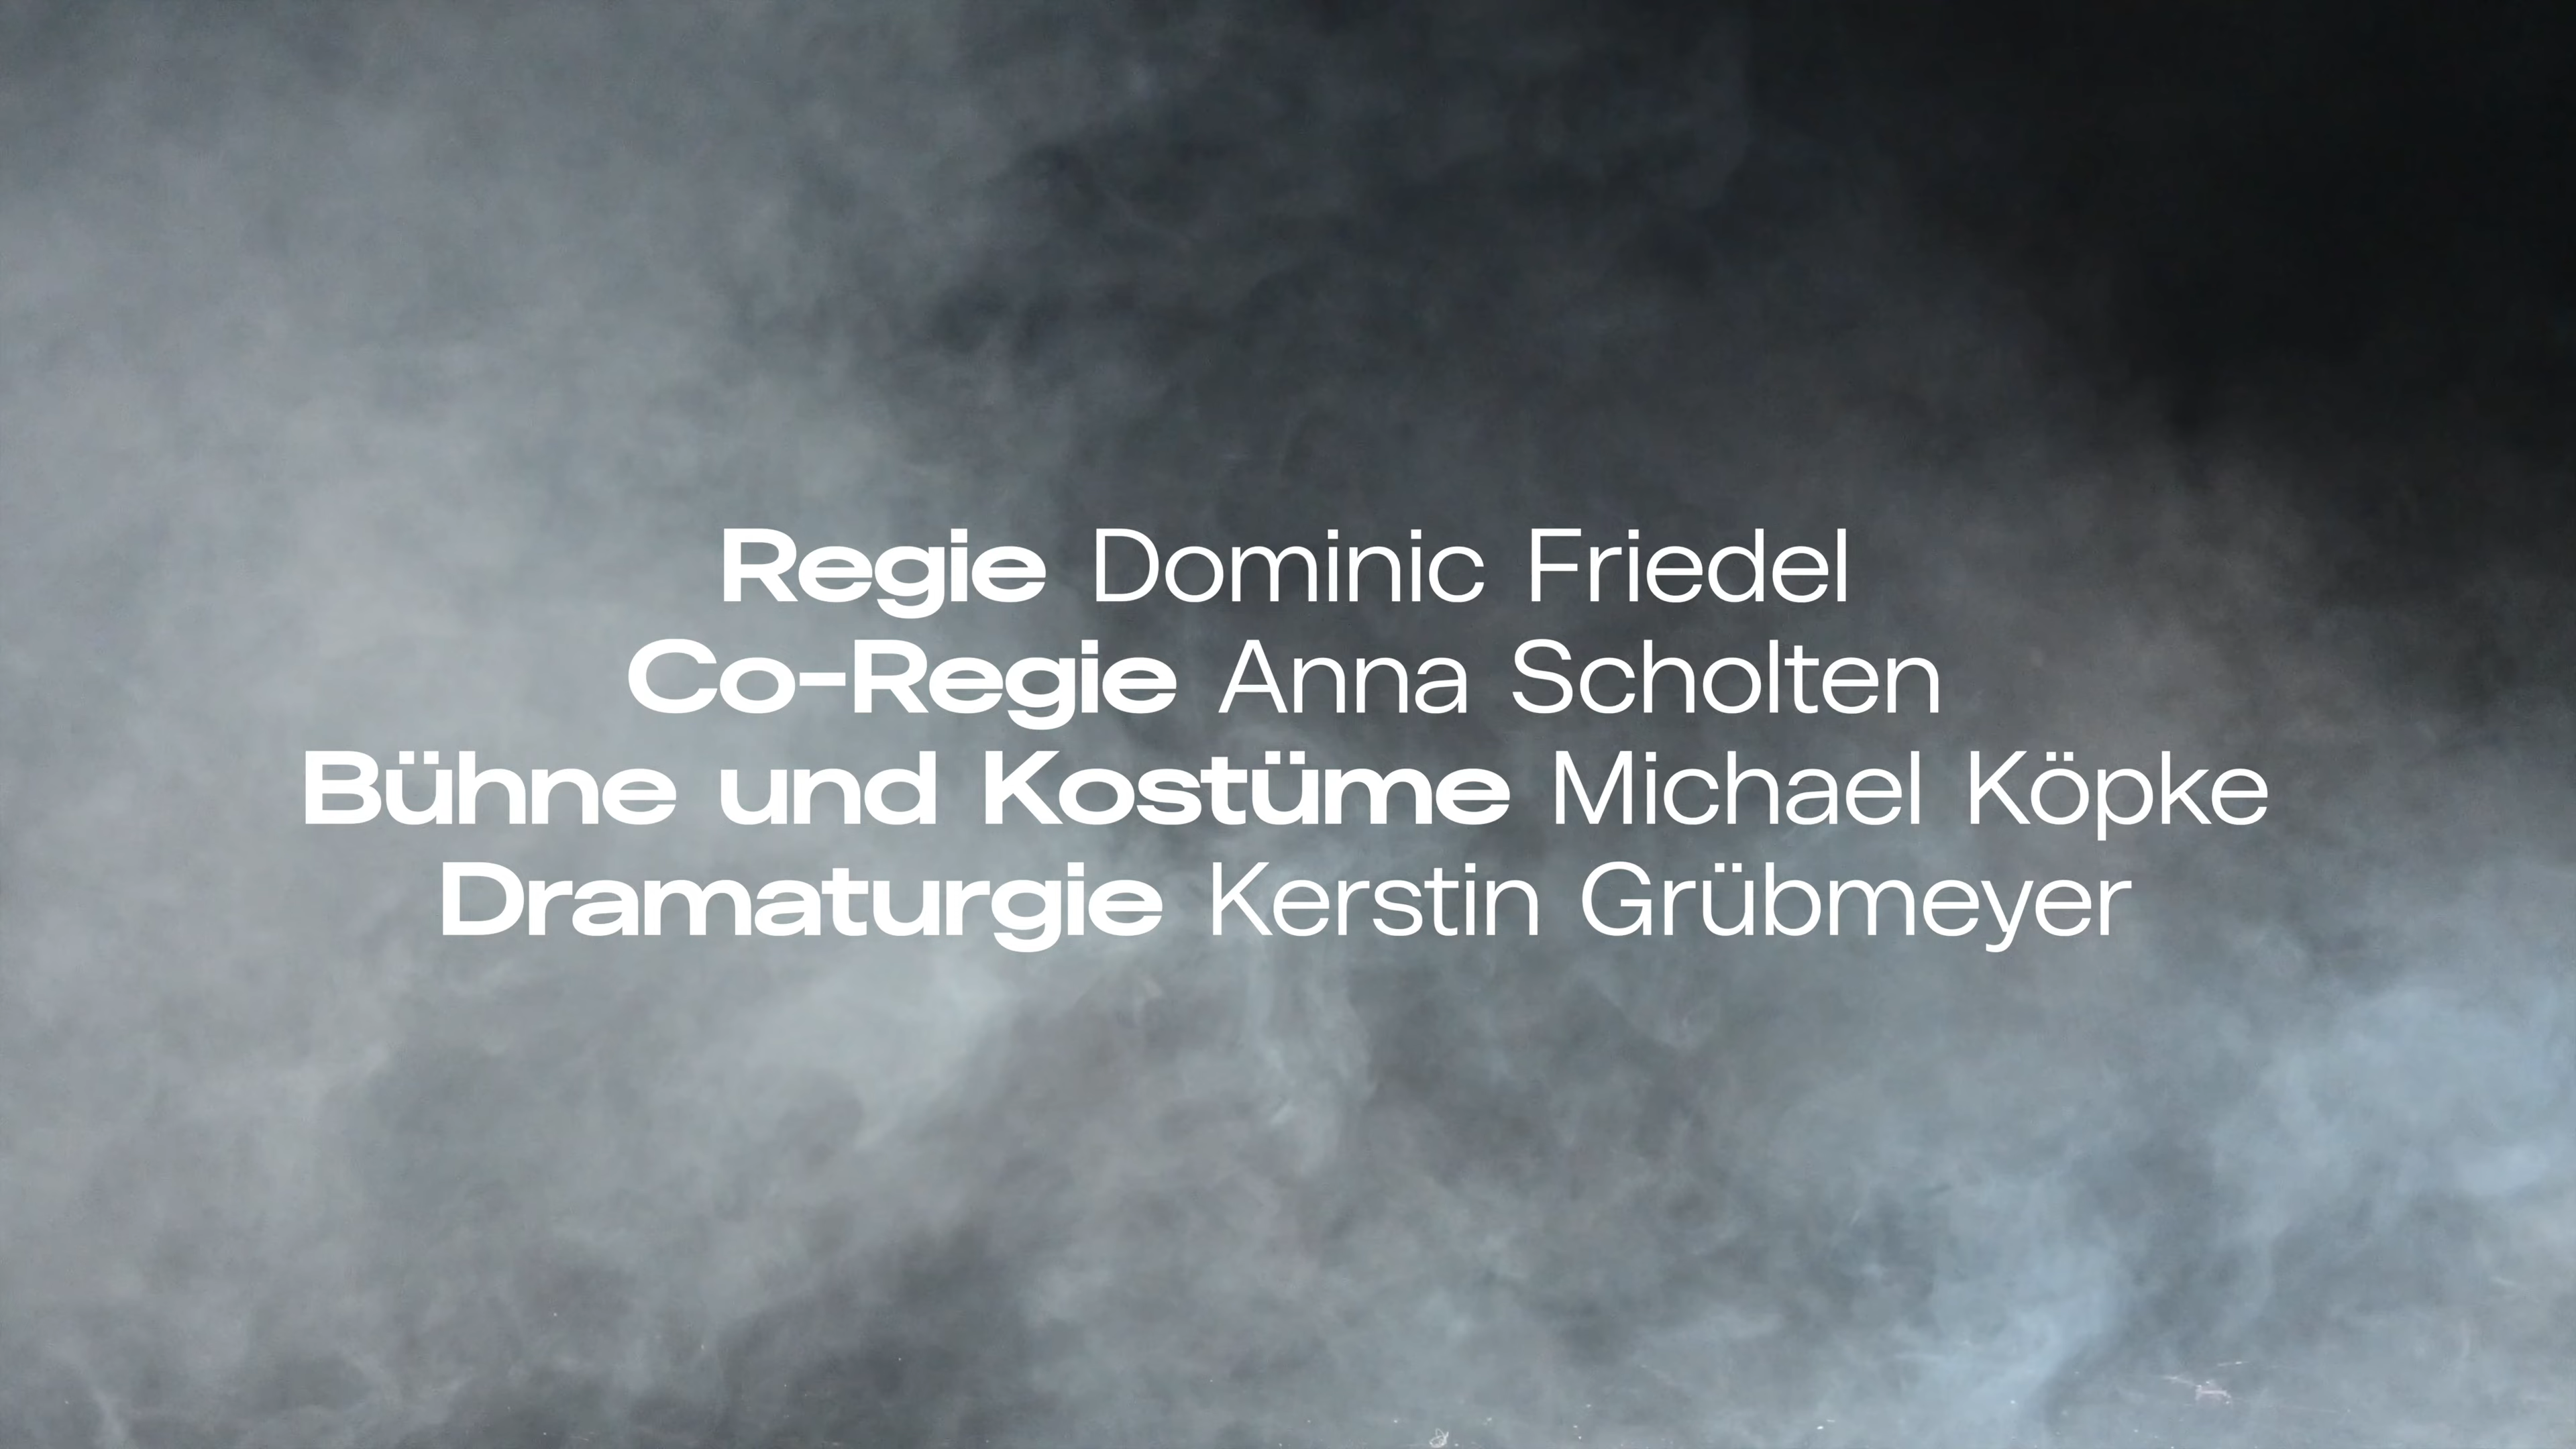 Regie Dominic Friedel
Co-Regie Anna Scholten
Bühne und Kostüme Michael Köpke
Dramaturgie Kerstin Grübmeyer